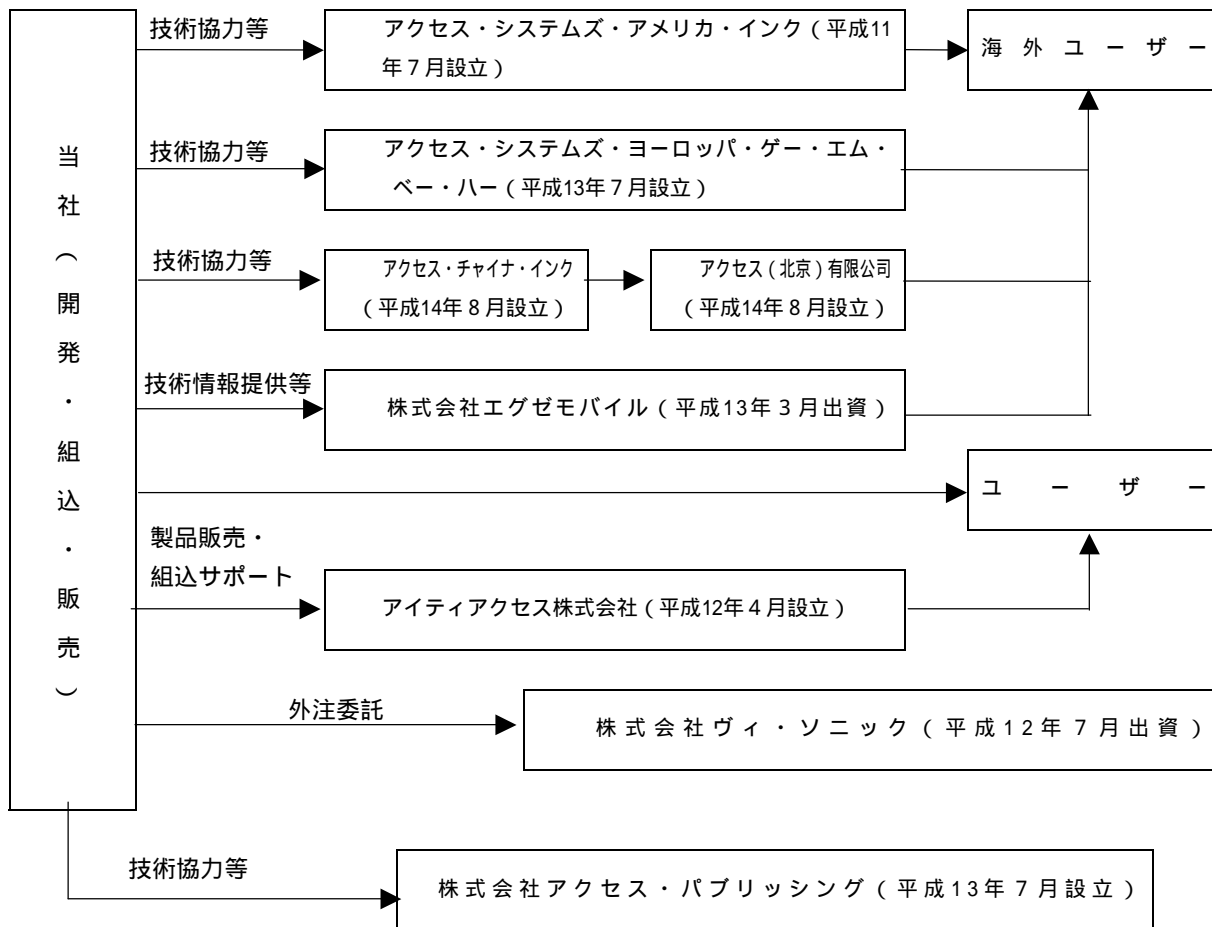 当社（開発・組込・販売）
技術協力等
アクセス・システムズ・アメリカ・インク（平成11
年７月設立）
海外ユーザー
技術協力等
アクセス・システムズ・ヨーロッパ・ゲー・エム・
ベー・ハー（平成13年７月設立）
技術協力等
アクセス・チャイナ・インク
（平成14年８月設立）
アクセス（北京）有限公司
（平成14年８月設立）
技術情報提供等
株式会社エグゼモバイル（平成13年３月出資）
ユーザー
製品販売・
組込サポート
アイティアクセス株式会社（平成12年４月設立）
外注委託
株式会社ヴィ・ソニック（平成12年７月出資）
技術協力等
株式会社アクセス・パブリッシング（平成13年７月設立）